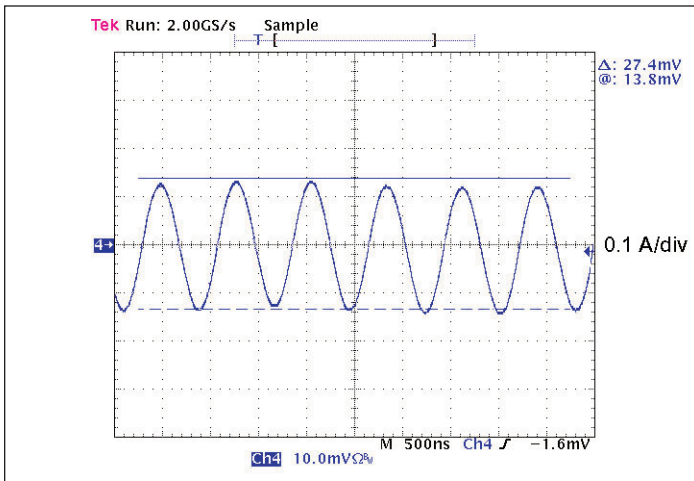 Tek Run: 2.00GS/s Sample
T [ ]
Δ: 27.4mV
@: 13.8mV
4→
0.1 A/div
M 500ns Ch4 ∫ -1.6mV
Ch4 10.0mVΩBw